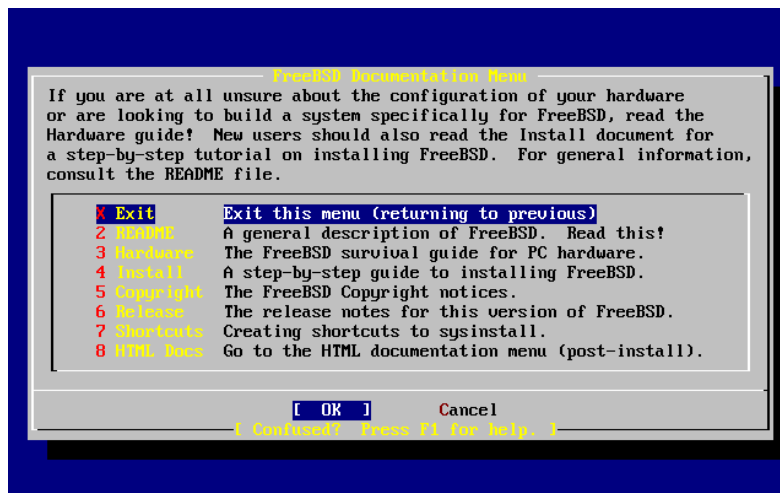 FreeBSD Documentation Menu
If you are at all unsure about the configuration of your hardware
or are looking to build a system specifically for FreeBSD, read the
Hardware guide!  New users should also read the Install document for
a step-by-step tutorial on installing FreeBSD.  For general information,
consult the README file.
X Exit       Exit this menu (returning to previous)
2 README     A general description of FreeBSD.  Read this!
3 Hardware   The FreeBSD survival guide for PC hardware.
4 Install    A step-by-step guide to installing FreeBSD.
5 Copyright  The FreeBSD Copyright notices.
6 Release    The release notes for this version of FreeBSD.
7 Shortcuts  Creating shortcuts to sysinstall.
8 HTML Docs  Go to the HTML documentation menu (post-install).
[  OK  ]        Cancel
[ Confused?  Press F1 for help. ]